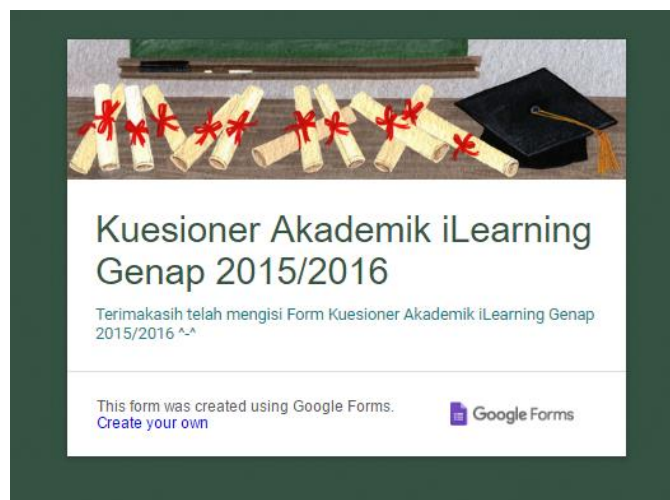 Kuesioner Akademik iLearning
Genap 2015/2016
Terimakasih telah mengisi Form Kuesioner Akademik iLearning Genap
2015/2016 ^-^
This form was created using Google Forms.
Create your own
Google Forms